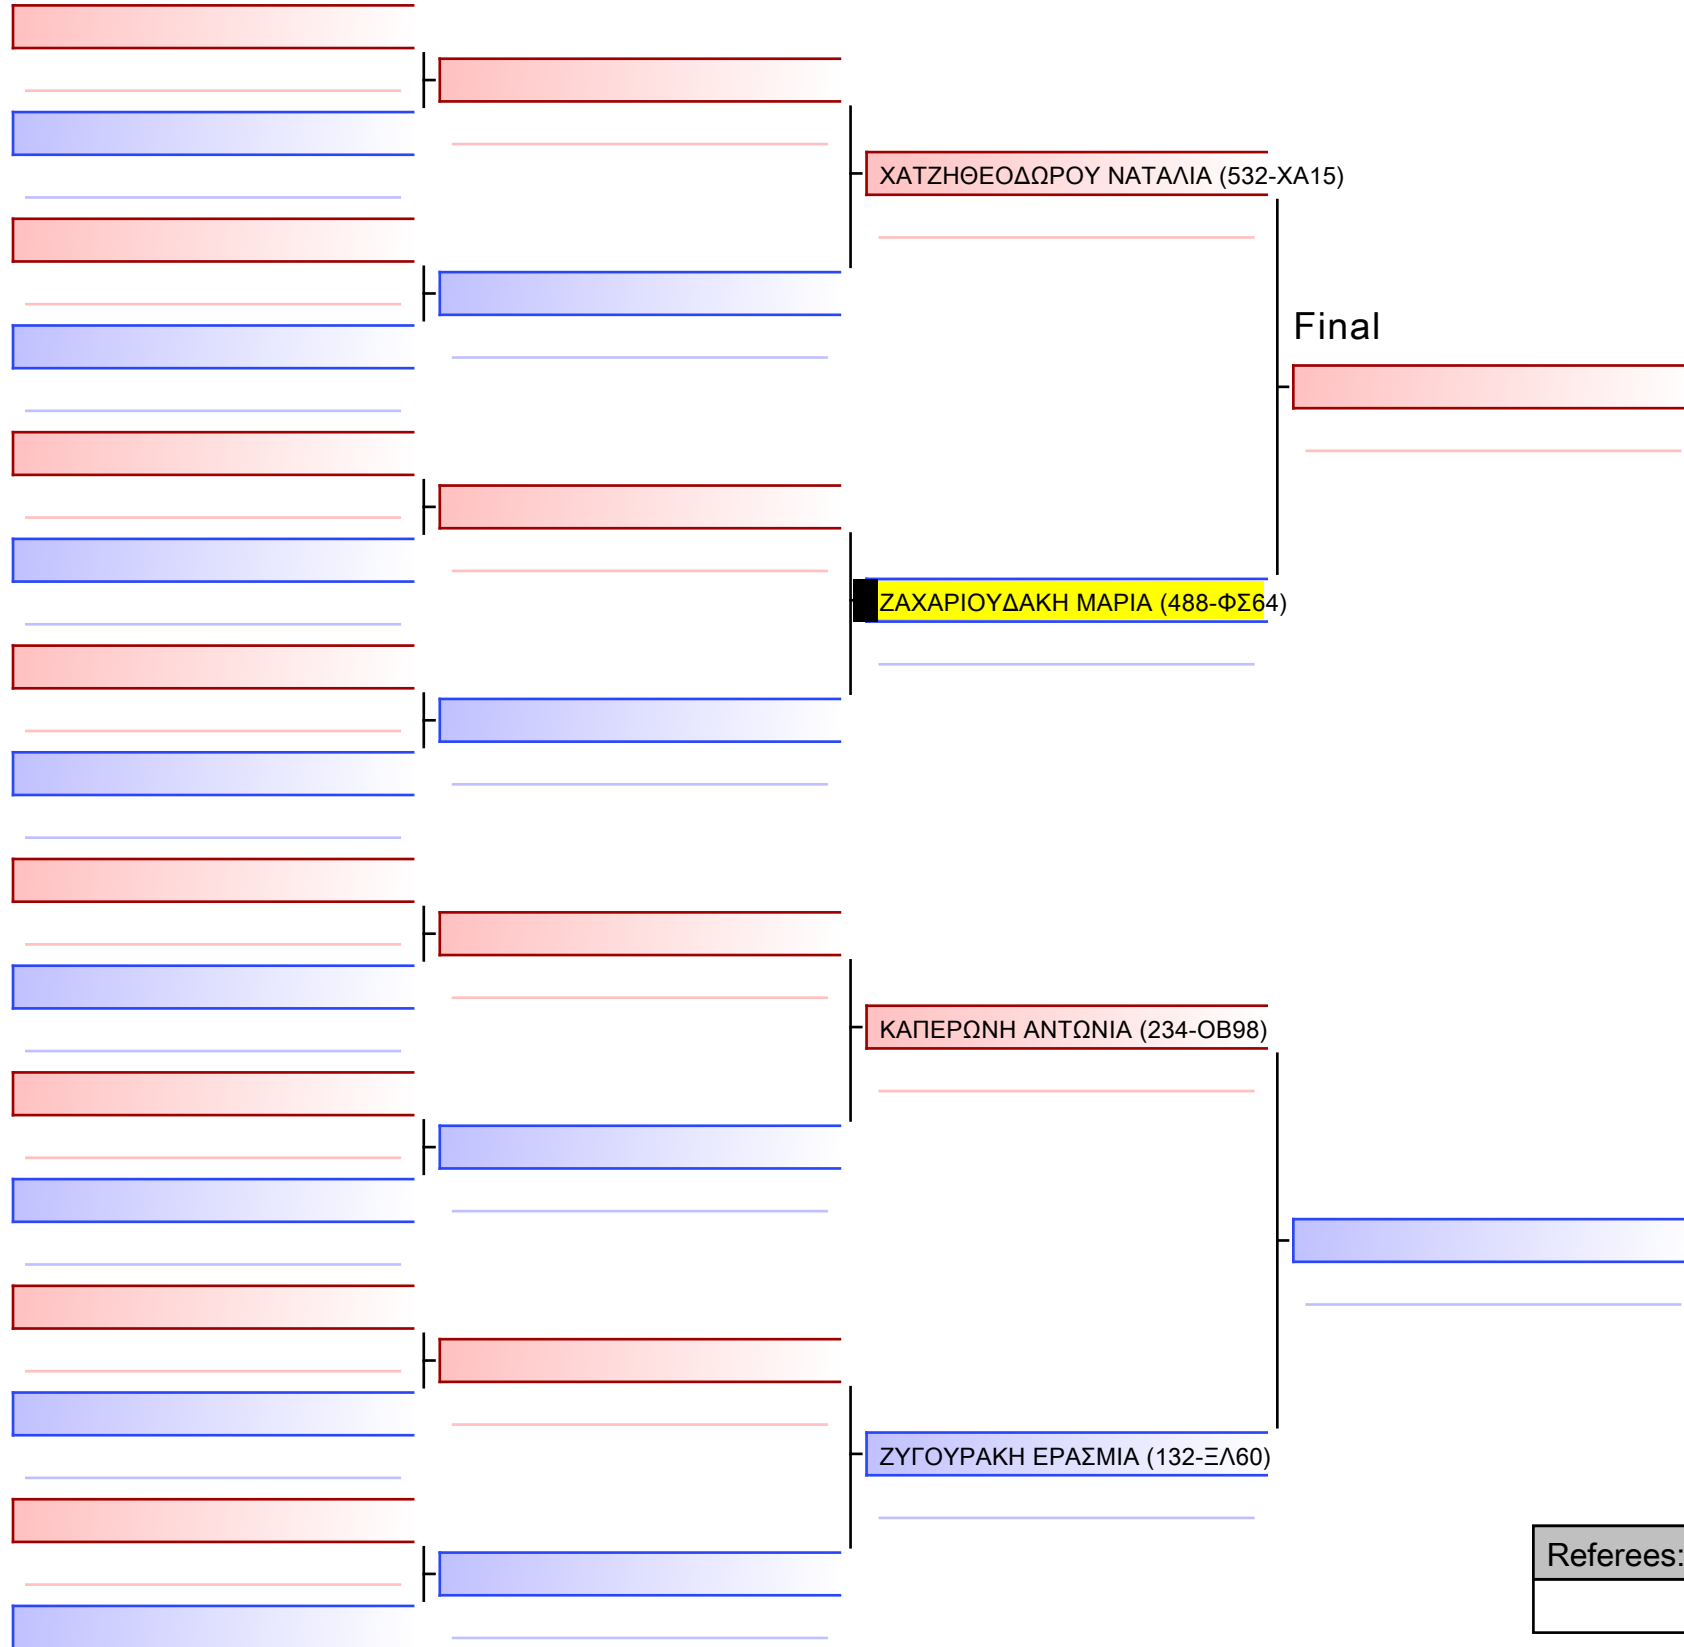 ΧΑΤΖΗΘΕΟΔΩΡΟΥ ΝΑΤΑΛΙΑ (532-ΧΑ15)
Final
ΖΑΧΑΡΙΟΥΔΑΚΗ ΜΑΡΙΑ (488-ΦΣ64)
ΚΑΠΕΡΩΝΗ ΑΝΤΩΝΙΑ (234-ΟΒ98)
ΖΥΓΟΥΡΑΚΗ ΕΡΑΣΜΙΑ (132-ΞΛ60)
Referees: